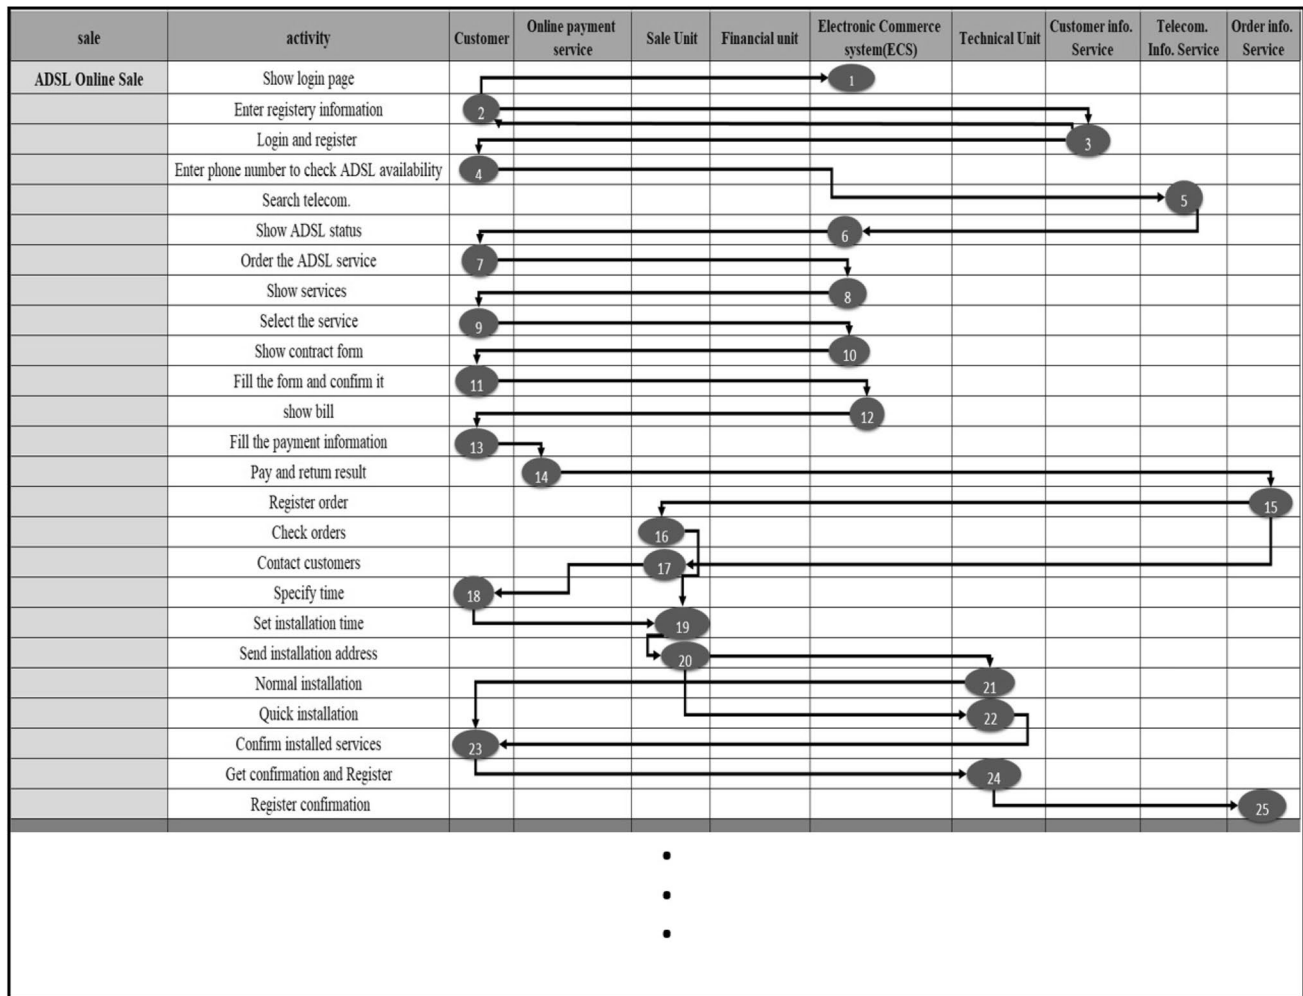 sale activity Customer Online payment service Sale Unit Financial unit Electronic Commerce system(ECS) Technical Unit Customer info. Service Telecom. Info. Service Order info. Service
ADSL Online Sale Show login page 1
Enter registery information 2
Login and register 3
Enter phone number to check ADSL availability 4
Search telecom. 5
Show ADSL status 6
Order the ADSL service 7
Show services 8
Select the service 9
Show contract form 10
Fill the form and confirm it 11
show bill 12
Fill the payment information 13
Pay and return result 14
Register order 15
Check orders 16
Contact customers 17
Specify time 18
Set installation time 19
Send installation address 20
Normal installation 21
Quick installation 22
Confirm installed services 23
Get confirmation and Register 24
Register confirmation 25